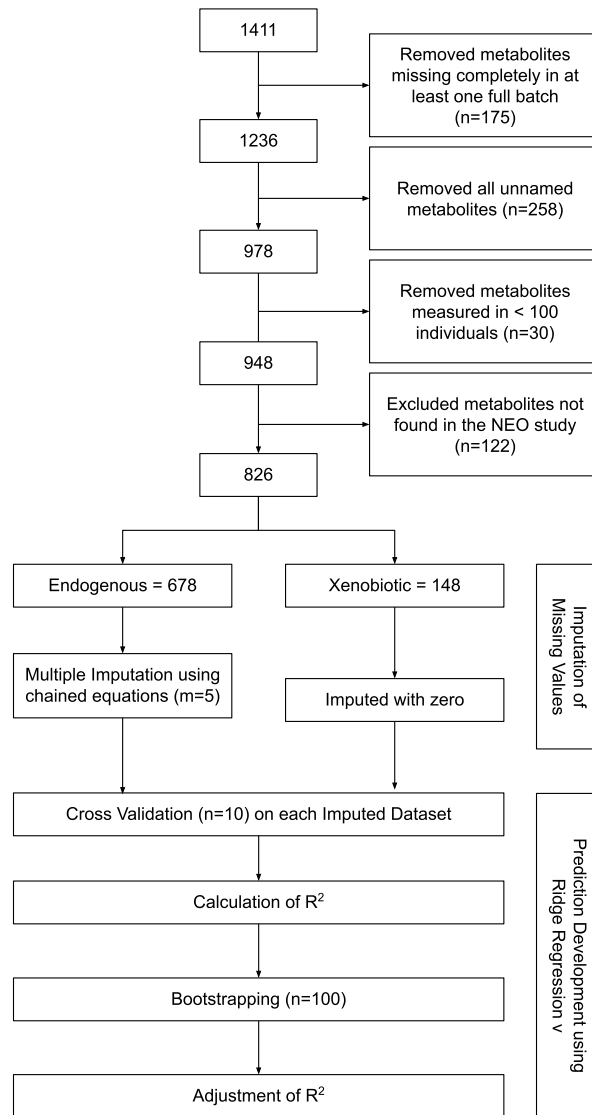 1411
Removed metabolites
missing completely in at
least one full batch
(n=175)
1236
Removed all unnamed
metabolites (n=258)
978
Removed metabolites
measured in < 100
individuals (n=30)
948
Excluded metabolites not
found in the NEO study
(n=122)
826
Endogenous = 678
Xenobiotic = 148
Multiple Imputation using
chained equations (m=5)
Imputed with zero
Imputation of
Missing Values
Cross Validation (n=10) on each Imputed Dataset
Calculation of R²
Bootstrapping (n=100)
Adjustment of R²
Prediction Development using
Ridge Regression v